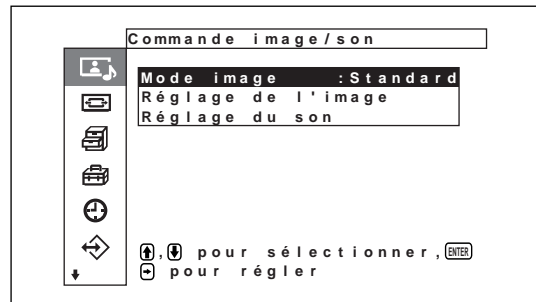 Commande image/son
Mode image :Standard
Réglage de l'image
Réglage du son
, pour sélectionner, ENTER
pour régler